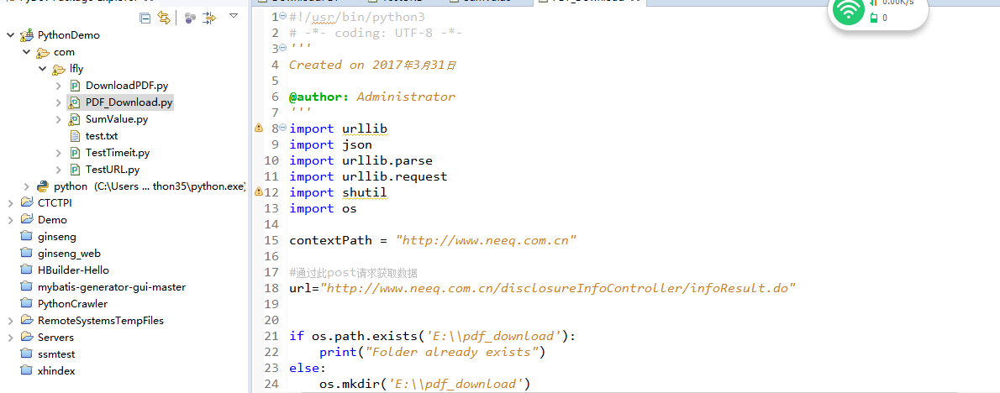 PythonDemo
com
lfly
DownloadPDF.py
PDF_Download.py
SumValue.py
test.txt
TestTimeit.py
TestURL.py
python (C:\Users ... thon35\python.exe)
CTCTPI
Demo
ginseng
ginseng_web
HBuilder-Hello
mybatis-generator-gui-master
PythonCrawler
RemoteSystemsTempFiles
Servers
ssmtest
xhindex
0.00K/s
0
1 #!/usr/bin/python3
2 # -*- coding: UTF-8 -*-
3 '''
4 Created on 2017年3月31日
5
6 @author: Administrator
7 '''
8 import urllib
9 import json
10 import urllib.parse
11 import urllib.request
12 import shutil
13 import os
14
15 contextPath = "http://www.neeq.com.cn"
16
17 #通过此post请求获取数据
18 url="http://www.neeq.com.cn/disclosureInfoController/infoResult.do"
19
20
21 if os.path.exists('E:\\pdf_download'):
22 print("Folder already exists")
23 else:
24 os.mkdir('E:\\pdf_download')